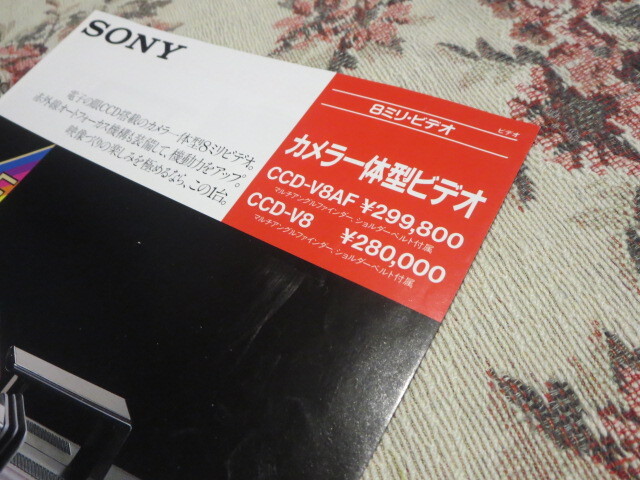 SONY
電子の眼CCD搭載のカメラ一体型8ミリビデオ。
赤外線オートフォーカス機構も装備して、機動力をアップ。
映像づくりの楽しみを極めるなら、この1台。
8ミリ・ビデオ
ビデオ
カメラ一体型ビデオ
CCD-V8AF ¥299,800
マルチアングルファインダー、ショルダーベルト付属
CCD-V8 ¥280,000
マルチアングルファインダー、ショルダーベルト付属